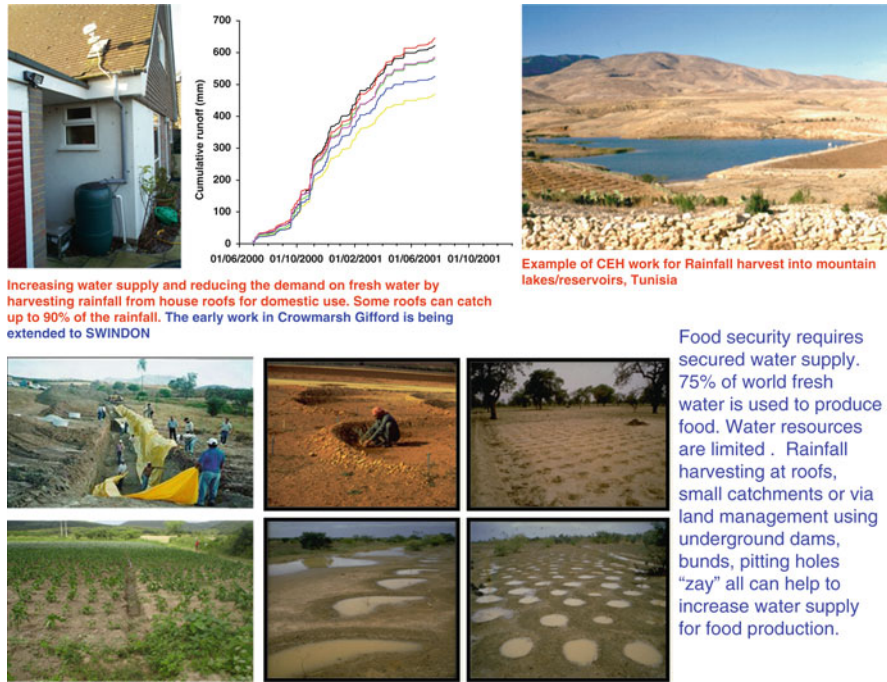 700
600
500
400
300
200
100
0
Cumulative runoff (mm)
01/06/2000 01/10/2000 01/02/2001 01/06/2001 01/10/2001
Increasing water supply and reducing the demand on fresh water by
harvesting rainfall from house roofs for domestic use. Some roofs can catch
up to 90% of the rainfall. The early work in Crowmarsh Gifford is being
extended to SWINDON
Example of CEH work for Rainfall harvest into mountain
lakes/reservoirs, Tunisia
Food security requires
secured water supply.
75% of world fresh
water is used to produce
food. Water resources
are limited . Rainfall
harvesting at roofs,
small catchments or via
land management using
underground dams,
bunds, pitting holes
“zay” all can help to
increase water supply
for food production.